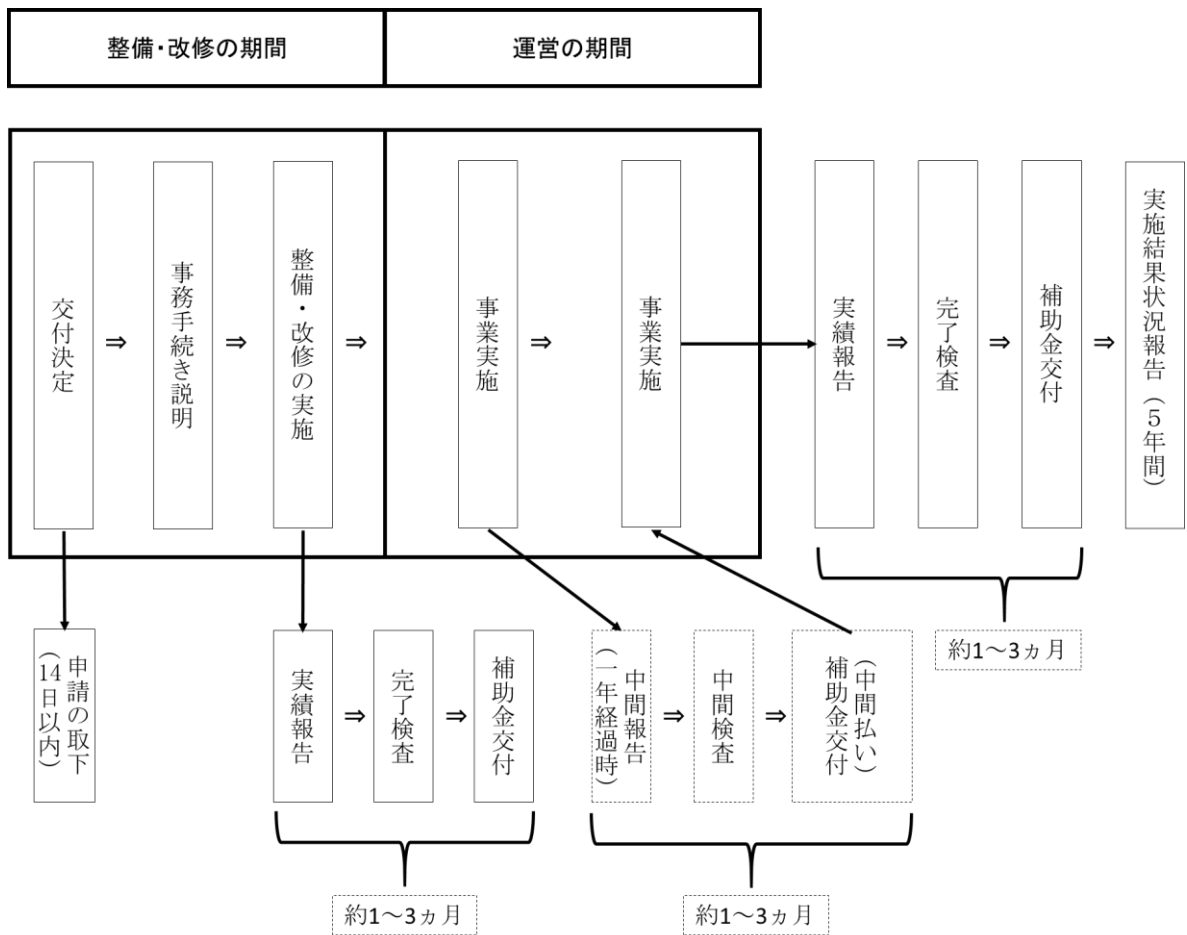 整備・改修の期間
運営の期間
交付決定
⇒
事務手続き説明
⇒
整備・改修の実施
⇒
事業実施
⇒
事業実施
実績報告
⇒
完了検査
⇒
補助金交付
⇒
実施結果状況報告（5年間）
申請の取下
（14日以内）
実績報告
⇒
完了検査
⇒
補助金交付
中間報告
（一年経過時）
⇒
中間検査
⇒
（中間払い）
補助金交付
約1～3ヵ月
約1～3ヵ月
約1～3ヵ月